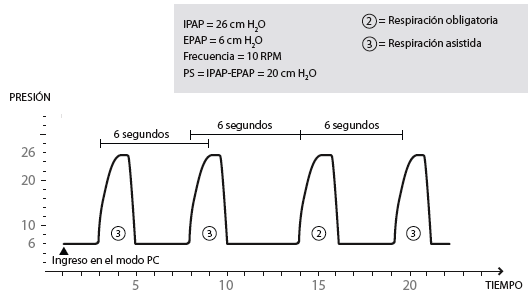 IPAP = 26 cm H₂O
EPAP = 6 cm H₂O
Frecuencia = 10 RPM
PS = IPAP-EPAP = 20 cm H₂O
2 = Respiración obligatoria
3 = Respiración asistida
PRESIÓN
6 segundos
6 segundos
6 segundos
26
20
10
6
3
3
2
3
Ingreso en el modo PC
5
10
15
20
TIEMPO